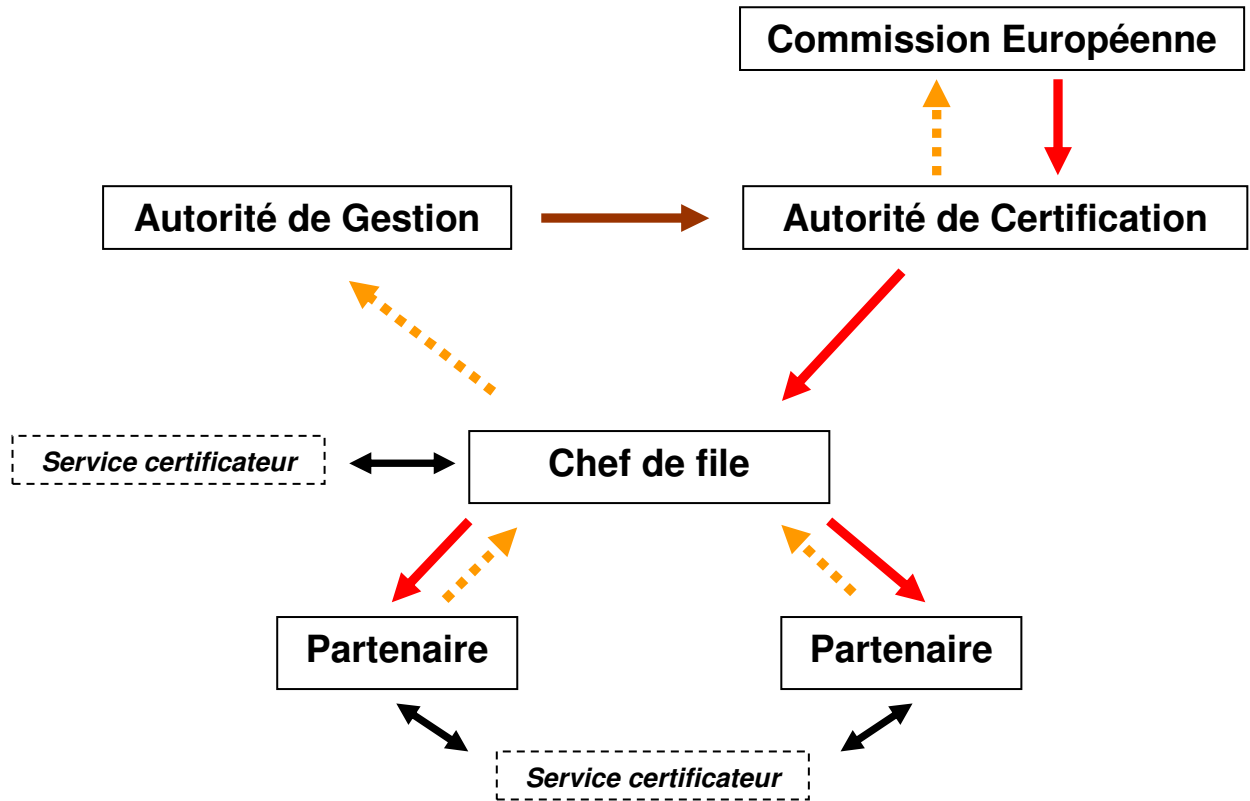 Commission Européenne
Autorité de Gestion
Autorité de Certification
Service certificateur
Chef de file
Partenaire
Partenaire
Service certificateur